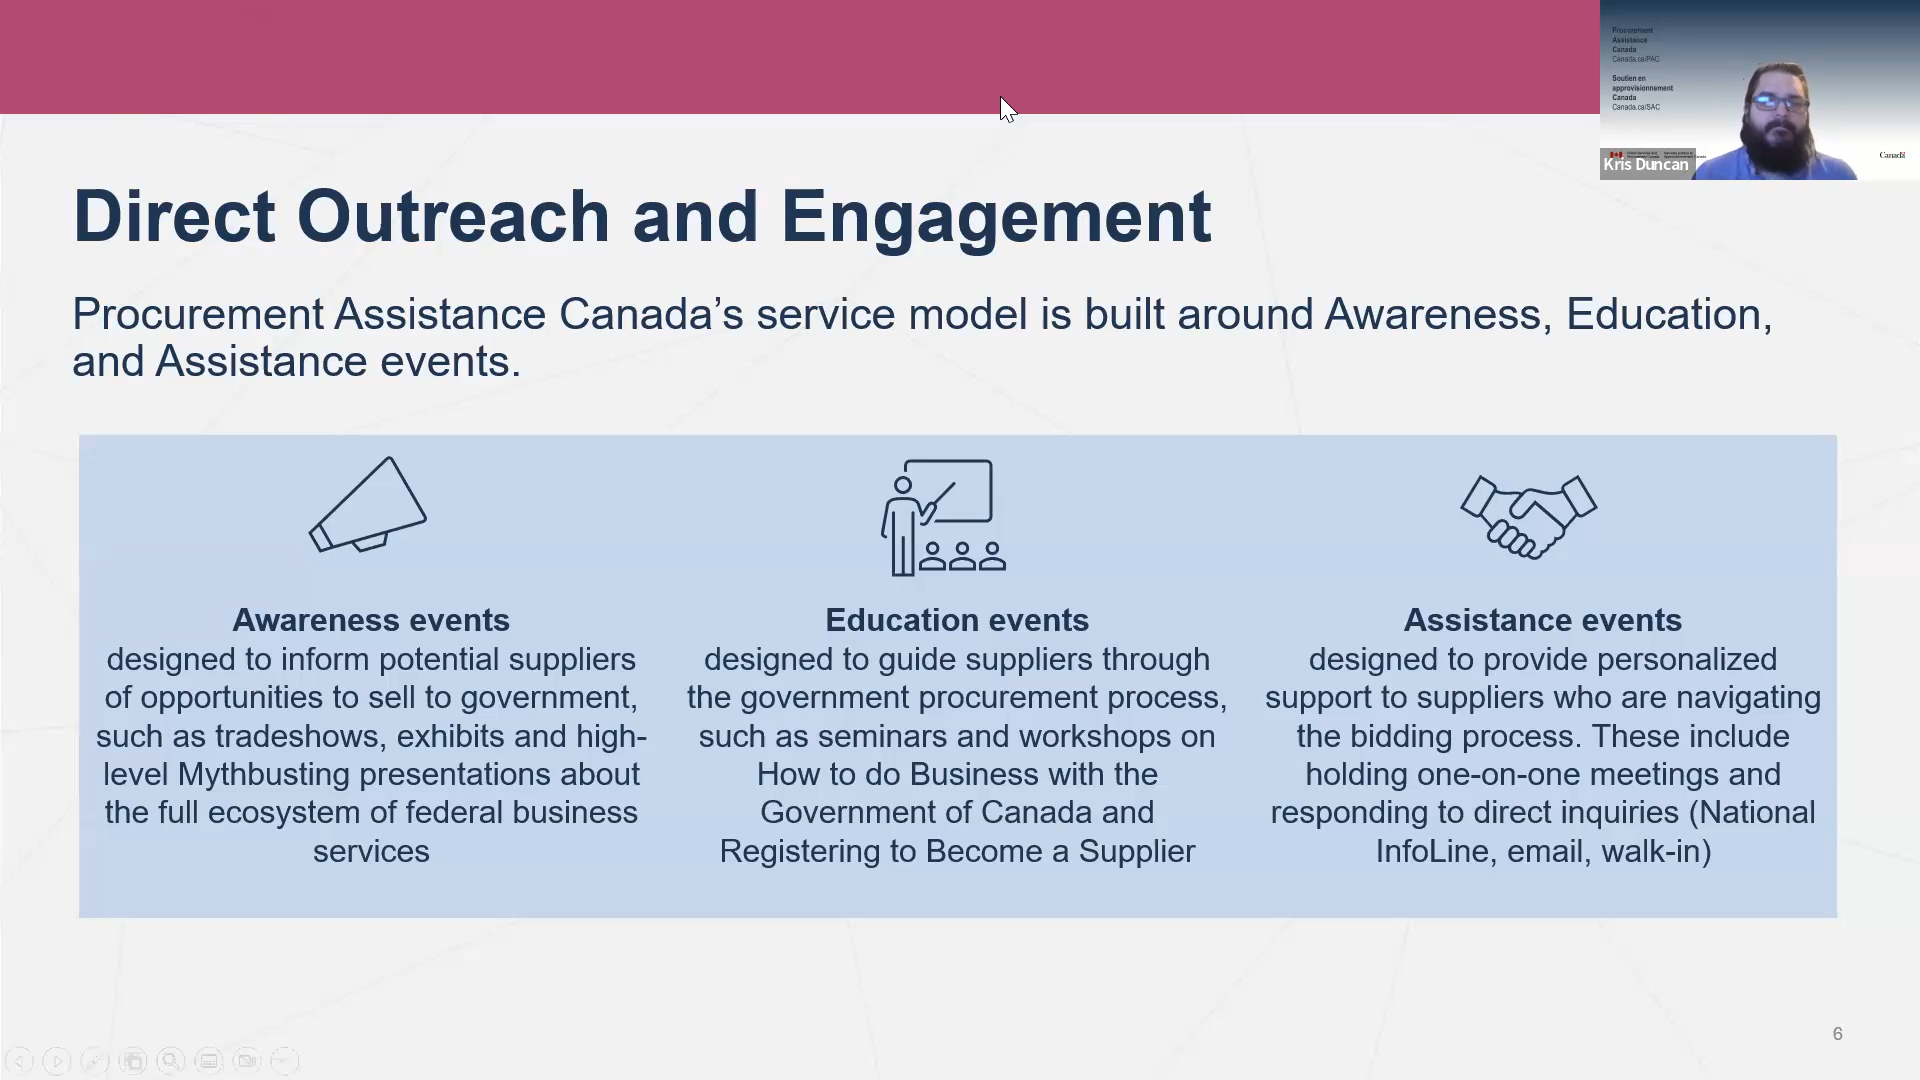 Procurement
Assistance
Canada
Canada.ca/PAC
Soutien en
approvisionnement
Canada
Canada.ca/SAC
Kris Duncan
Canada
Direct Outreach and Engagement
Procurement Assistance Canada’s service model is built around Awareness, Education,
and Assistance events.
Awareness events
designed to inform potential suppliers
of opportunities to sell to government,
such as tradeshows, exhibits and high-
level Mythbusting presentations about
the full ecosystem of federal business
services
Education events
designed to guide suppliers through
the government procurement process,
such as seminars and workshops on
How to do Business with the
Government of Canada and
Registering to Become a Supplier
Assistance events
designed to provide personalized
support to suppliers who are navigating
the bidding process. These include
holding one-on-one meetings and
responding to direct inquiries (National
InfoLine, email, walk-in)
6